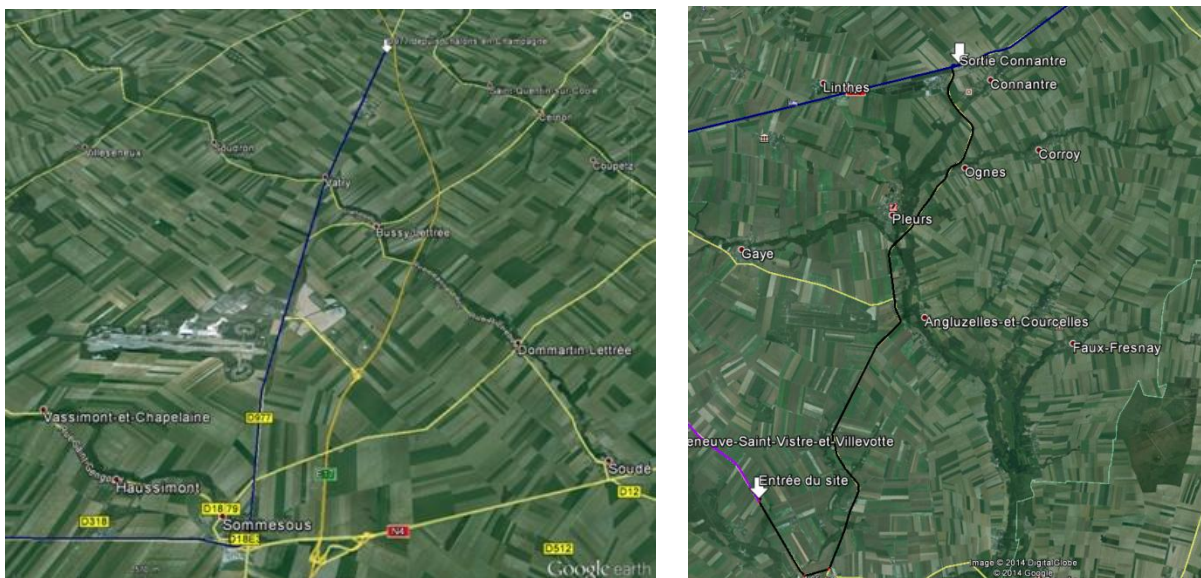 D977 depuis Châlons-en-Champagne
Saint-Quentin-sur-Coole
Cernon
Coupetz
Villeseneux
Soudron
Vatry
Bussy-Lettrée
Dommartin-Lettrée
Vassimont-et-Chapelaine
D977
Haussimont
Soudé
D12
D18
79
D318
Sommesous
N4
D18E3
D512
Google earth
Sortie Connantre
Linthes
Connantre
Corroy
Ognes
Pleurs
Gaye
Angluzelles-et-Courcelles
Faux-Fresnay
eneuve-Saint-Vistre-et-Villevotte
Entrée du site
Image © 2014 DigitalGlobe
© 2014 Google